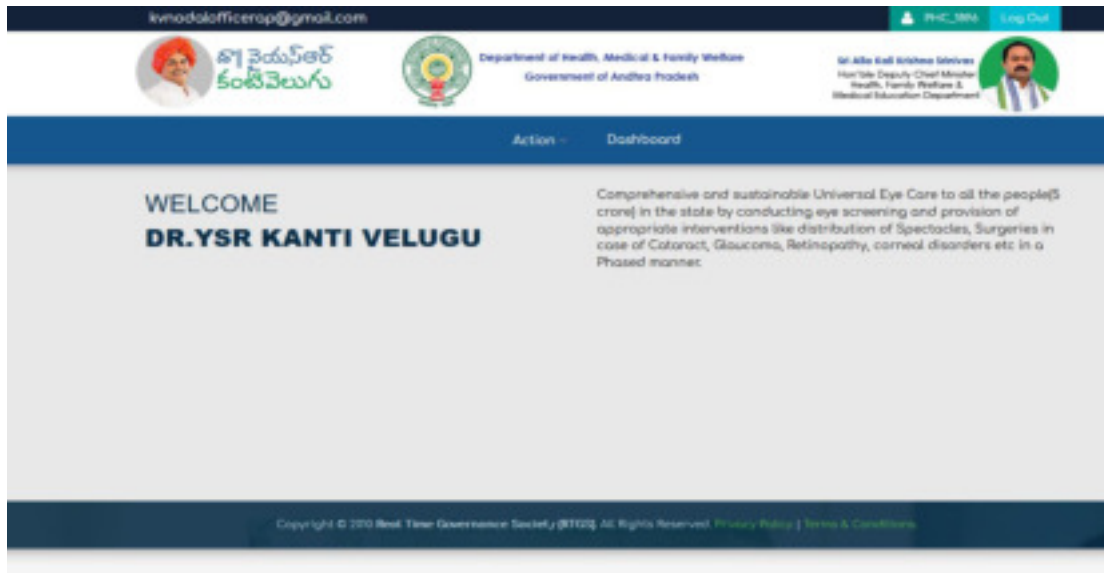 kvnodalofficerap@gmail.com
Log Out
డా॥ వైయస్ఆర్
కంటివెలుగు
Department of Health, Medical & Family Welfare
Government of Andhra Pradesh
Sri Alla Kali Krishna Srinivas
Hon'ble Deputy Chief Minister
Health, Family Welfare &
Medical Education Department
Action
Dashboard
WELCOME
DR.YSR KANTI VELUGU
Comprehensive and sustainable Universal Eye Care to all the people(5
crore) in the state by conducting eye screening and provision of
appropriate interventions like distribution of Spectacles, Surgeries in
case of Cataract, Glaucoma, Retinopathy, corneal disorders etc in a
Phased manner.
Copyright © Real Time Governance Society (RTGS). All Rights Reserved. Privacy Policy | Terms & Conditions.